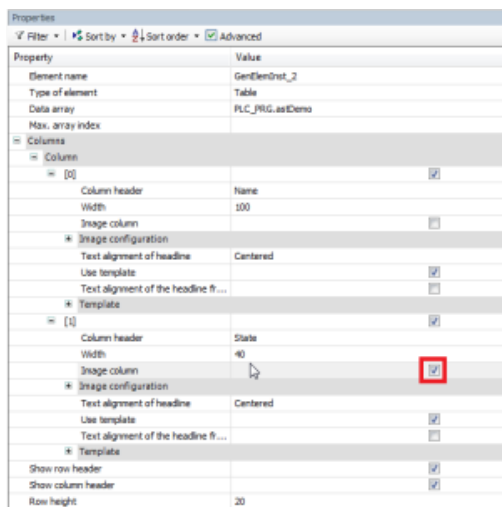 Properties
Filter Sort by Sort order Advanced
Property Value
Element name GenElemInst_2
Type of element Table
Data array PLC_PRG.astDemo
Max. array index
Columns
Column
[0]
Column header Name
Width 100
Image column
Image configuration
Text alignment of headline Centered
Use template
Text alignment of the headline fr...
Template
[1]
Column header State
Width 40
Image column
Image configuration
Text alignment of headline Centered
Use template
Text alignment of the headline fr...
Template
Show row header
Show column header
Row height 20